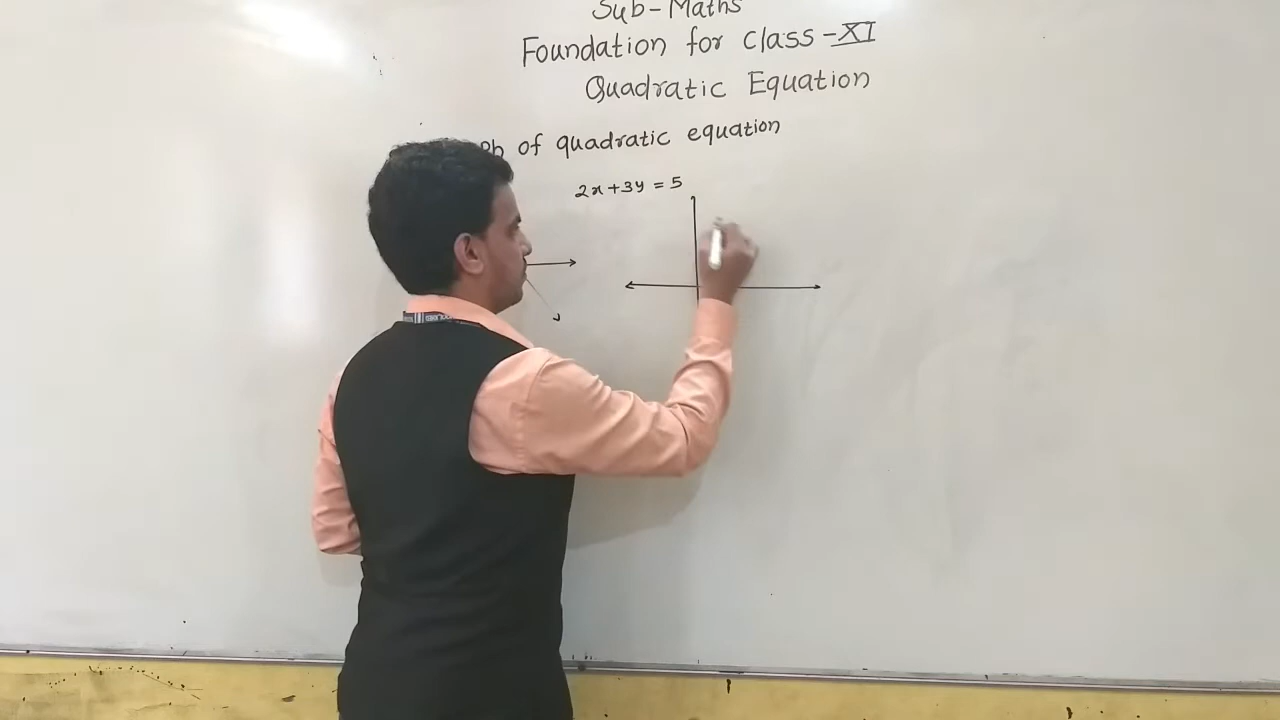 Sub-Maths
Foundation for class-XI
Quadratic Equation
ph of quadratic equation
2x+3y=5